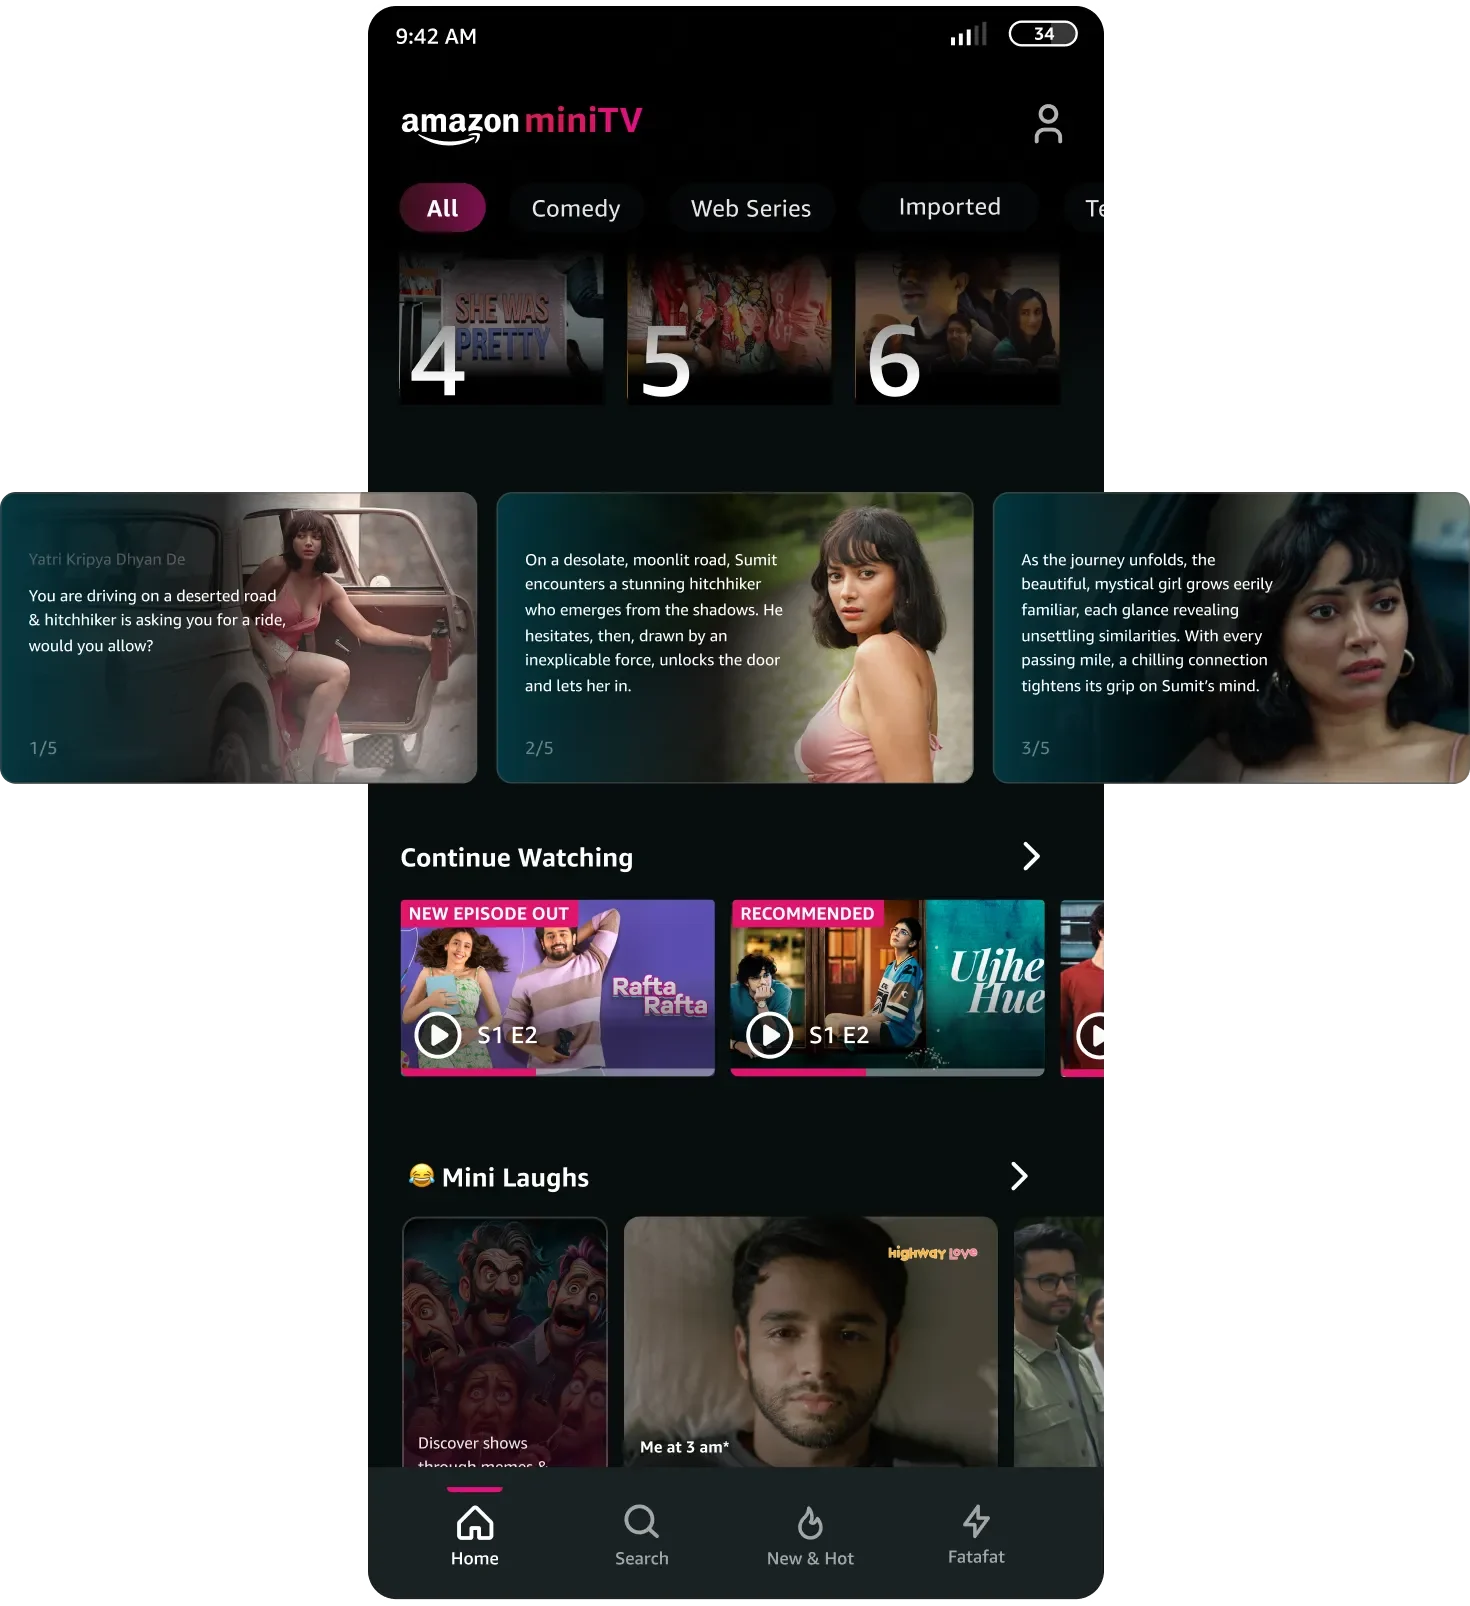 9:42 AM
34
amazon miniTV
All
Comedy
Web Series
Imported
Te
SHE WAS
PRETTY
4
5
6
Yatri Kripya Dhyan De
You are driving on a deserted road
& hitchhiker is asking you for a ride,
would you allow?
1/5
On a desolate, moonlit road, Sumit
encounters a stunning hitchhiker
who emerges from the shadows. He
hesitates, then, drawn by an
inexplicable force, unlocks the door
and lets her in.
2/5
As the journey unfolds, the
beautiful, mystical girl grows eerily
familiar, each glance revealing
unsettling similarities. With every
passing mile, a chilling connection
tightens its grip on Sumit’s mind.
3/5
Continue Watching
NEW EPISODE OUT
Rafta
Rafta
S1 E2
RECOMMENDED
Uljhe
Hue
S1 E2
😂 Mini Laughs
Discover shows
through memes &
highway love
Me at 3 am*
Home
Search
New & Hot
Fatafat